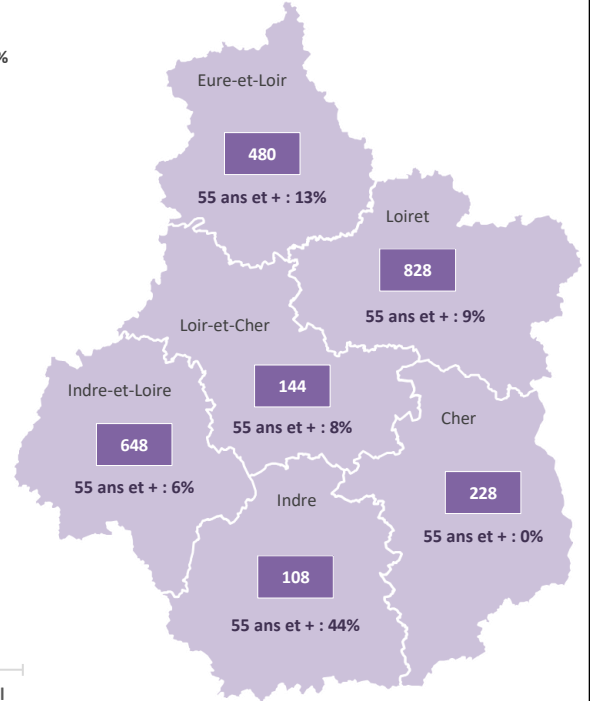 %
Eure-et-Loir
480
55 ans et + : 13%
Loiret
828
55 ans et + : 9%
Loir-et-Cher
144
55 ans et + : 8%
Indre-et-Loire
648
55 ans et + : 6%
Cher
228
55 ans et + : 0%
Indre
108
55 ans et + : 44%
l